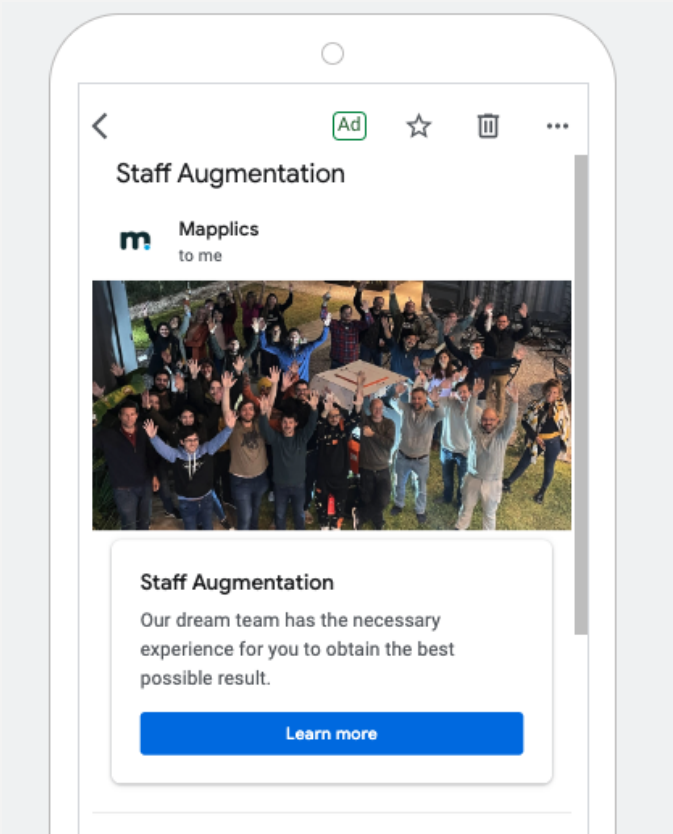 Ad
Staff Augmentation
m.
Mapplics
to me
Staff Augmentation
Our dream team has the necessary
experience for you to obtain the best
possible result.
Learn more